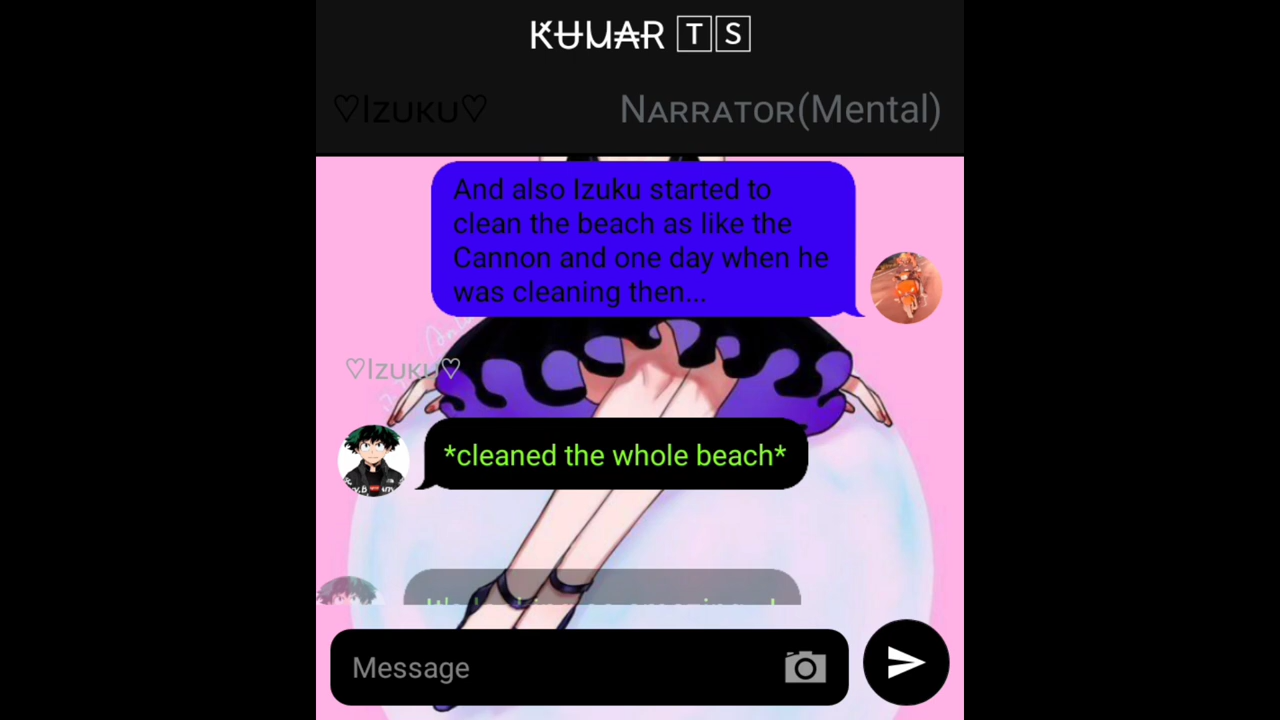 KUUAR 🅃🅂
♡Izuku♡ Narrator(Mental)
And also Izuku started to
clean the beach as like the
Cannon and one day when he
was cleaning then...
♡Izuku♡
*cleaned the whole beach*
Message